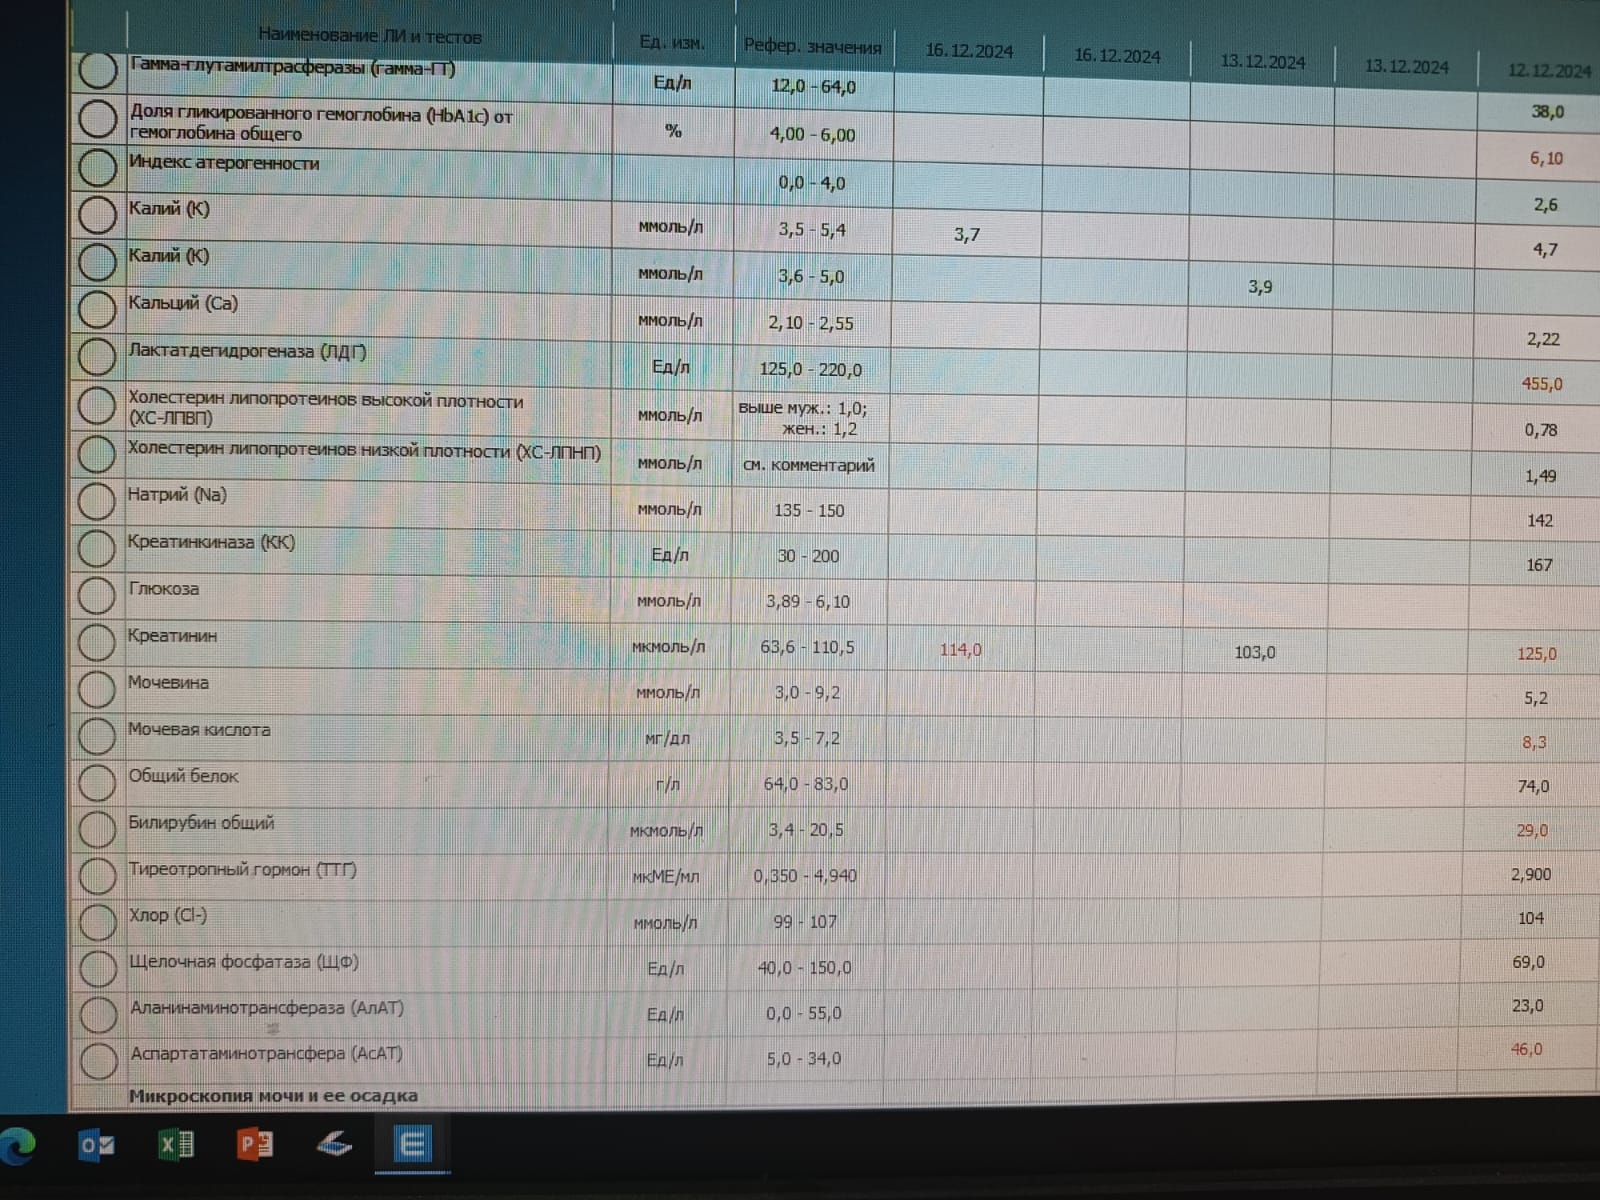 Наименование ЛИ и тестов Ед. изм. Рефер. значения 16.12.2024 16.12.2024 13.12.2024 13.12.2024 12.12.2024
Гамма-глутамилтрасферазы (гамма-ГТ) Ед/л 12,0 - 64,0 38,0
Доля гликированного гемоглобина (HbA1c) от
гемоглобина общего % 4,00 - 6,00 6,10
Индекс атерогенности 0,0 - 4,0 2,6
Калий (К) ммоль/л 3,5 - 5,4 3,7 4,7
Калий (К) ммоль/л 3,6 - 5,0 3,9
Кальций (Ca) ммоль/л 2,10 - 2,55 2,22
Лактатдегидрогеназа (ЛДГ) Ед/л 125,0 - 220,0 455,0
Холестерин липопротеинов высокой плотности
(ХС-ЛПВП) ммоль/л выше муж.: 1,0;
жен.: 1,2 0,78
Холестерин липопротеинов низкой плотности (ХС-ЛПНП) ммоль/л см. комментарий 1,49
Натрий (Na) ммоль/л 135 - 150 142
Креатинкиназа (КК) Ед/л 30 - 200 167
Глюкоза ммоль/л 3,89 - 6,10
Креатинин мкмоль/л 63,6 - 110,5 114,0 103,0 125,0
Мочевина ммоль/л 3,0 - 9,2 5,2
Мочевая кислота мг/дл 3,5 - 7,2 8,3
Общий белок г/л 64,0 - 83,0 74,0
Билирубин общий мкмоль/л 3,4 - 20,5 29,0
Тиреотропный гормон (ТТГ) мкМЕ/мл 0,350 - 4,940 2,900
Хлор (Cl-) ммоль/л 99 - 107 104
Щелочная фосфатаза (ЩФ) Ед/л 40,0 - 150,0 69,0
Аланинаминотрансфераза (АлАТ) Ед/л 0,0 - 55,0 23,0
Аспартатаминотрансфера (АсАТ) Ед/л 5,0 - 34,0 46,0
Микроскопия мочи и ее осадка